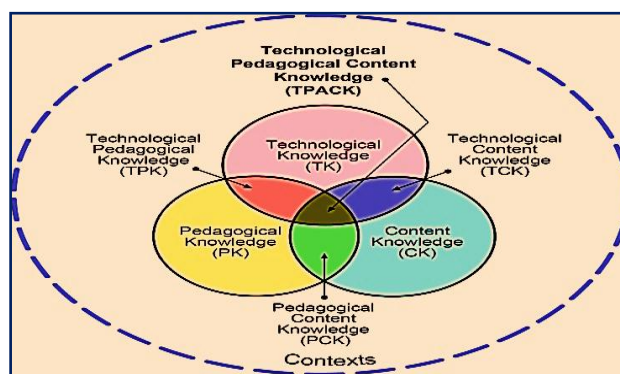 Technological
Pedagogical Content
Knowledge
(TPACK)
Technological
Pedagogical
Knowledge
(TPK)
Technological
Knowledge
(TK)
Technological
Content
Knowledge
(TCK)
Pedagogical
Knowledge
(PK)
Content
Knowledge
(CK)
Pedagogical
Content
Knowledge
(PCK)
Contexts